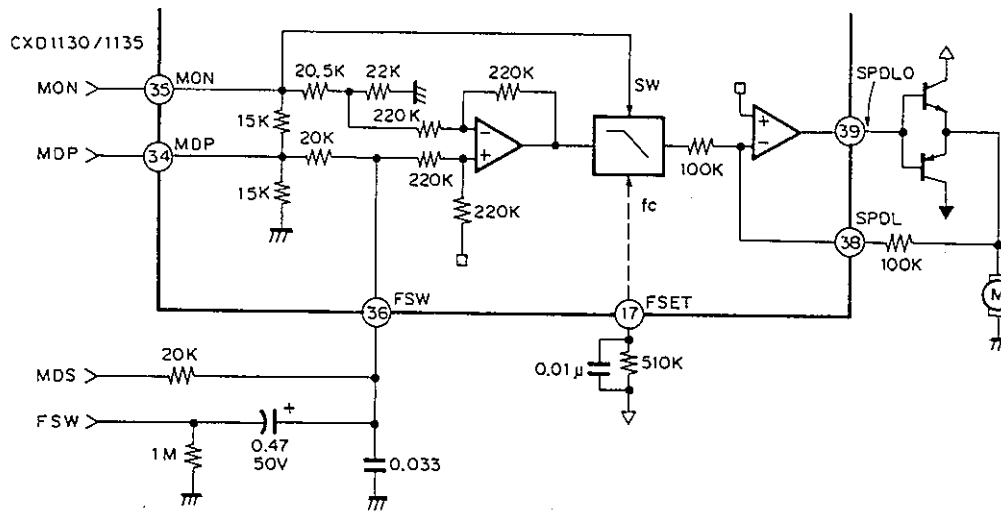 CXD1130/1135
MON
35
MON
20.5K
22K
220K
SW
SPDLO
15K
220K
MDP
34
MDP
20K
−
+
+
−
39
15K
220K
220K
100K
fc
SPDL
38
100K
36
FSW
17
FSET
M
20K
MDS
0.01μ
510K
FSW
+
1M
0.47
50V
0.033